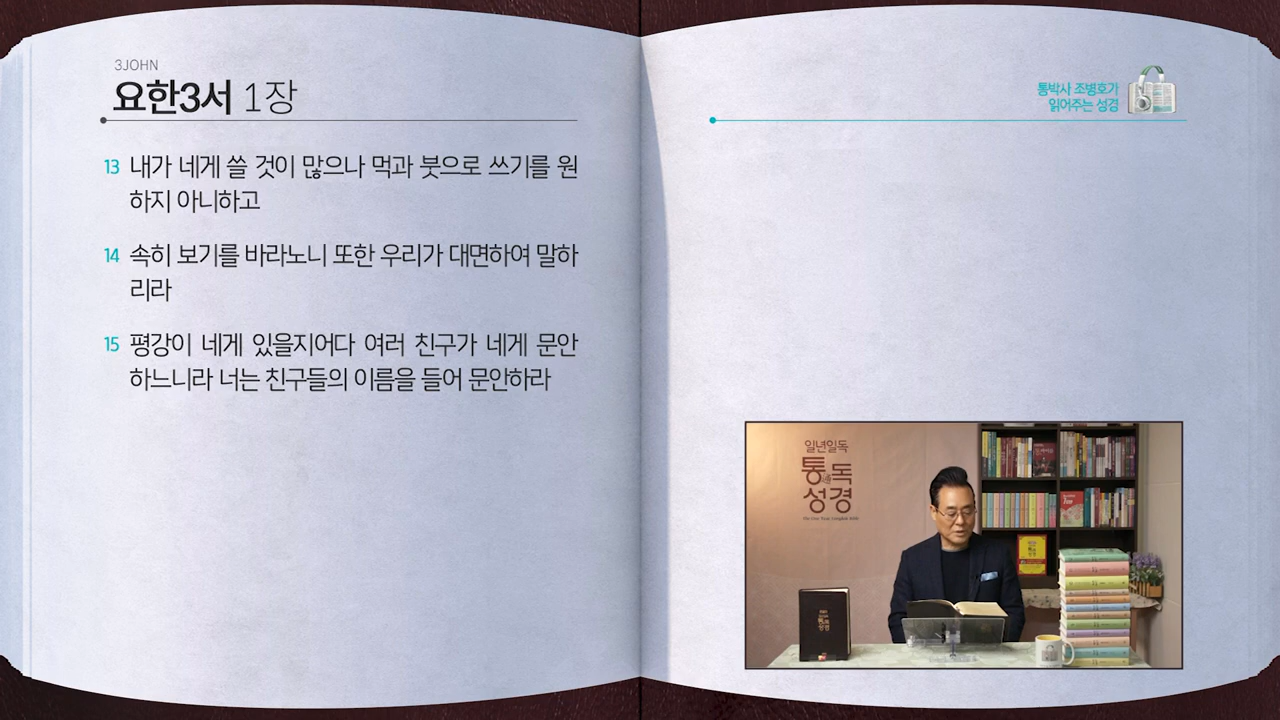 3JOHN
요한3서 1장
13 내가 네게 쓸 것이 많으나 먹과 붓으로 쓰기를 원
하지 아니하고
14 속히 보기를 바라노니 또한 우리가 대면하여 말하
리라
15 평강이 네게 있을지어다 여러 친구가 네게 문안
하느니라 너는 친구들의 이름을 들어 문안하라
통박사 조병호가
읽어주는 성경
일년일독
통독
성경